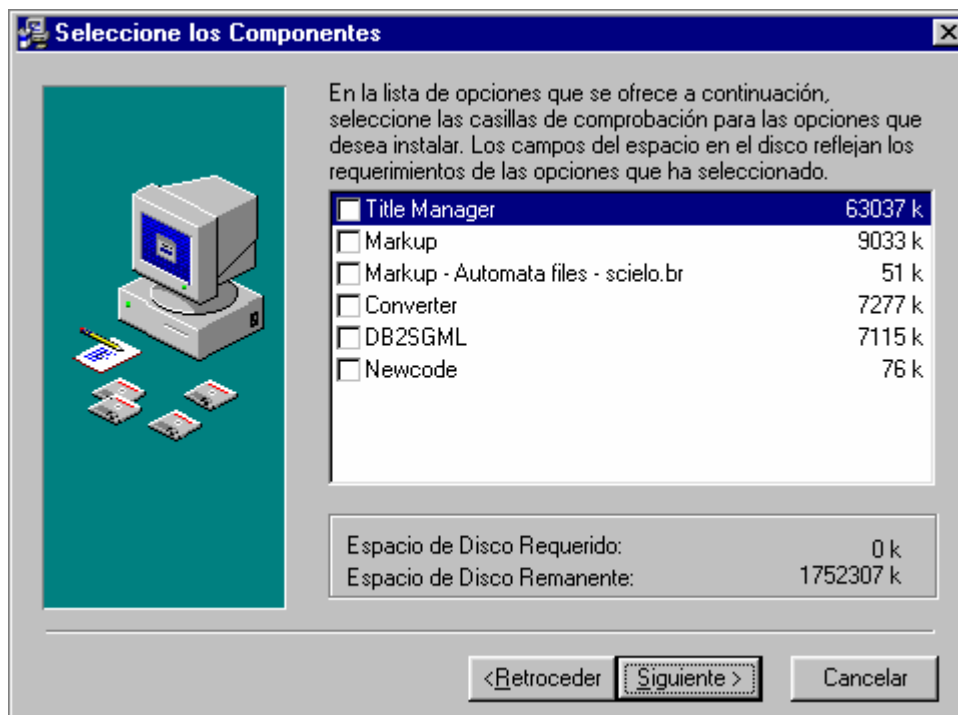 Seleccione los Componentes
En la lista de opciones que se ofrece a continuación,
seleccione las casillas de comprobación para las opciones que
desea instalar. Los campos del espacio en el disco reflejan los
requerimientos de las opciones que ha seleccionado.
Title Manager 63037 k
Markup 9033 k
Markup - Automata files - scielo.br 51 k
Converter 7277 k
DB2SGML 7115 k
Newcode 76 k
Espacio de Disco Requerido: 0 k
Espacio de Disco Remanente: 1752307 k
<Retroceder Siguiente > Cancelar